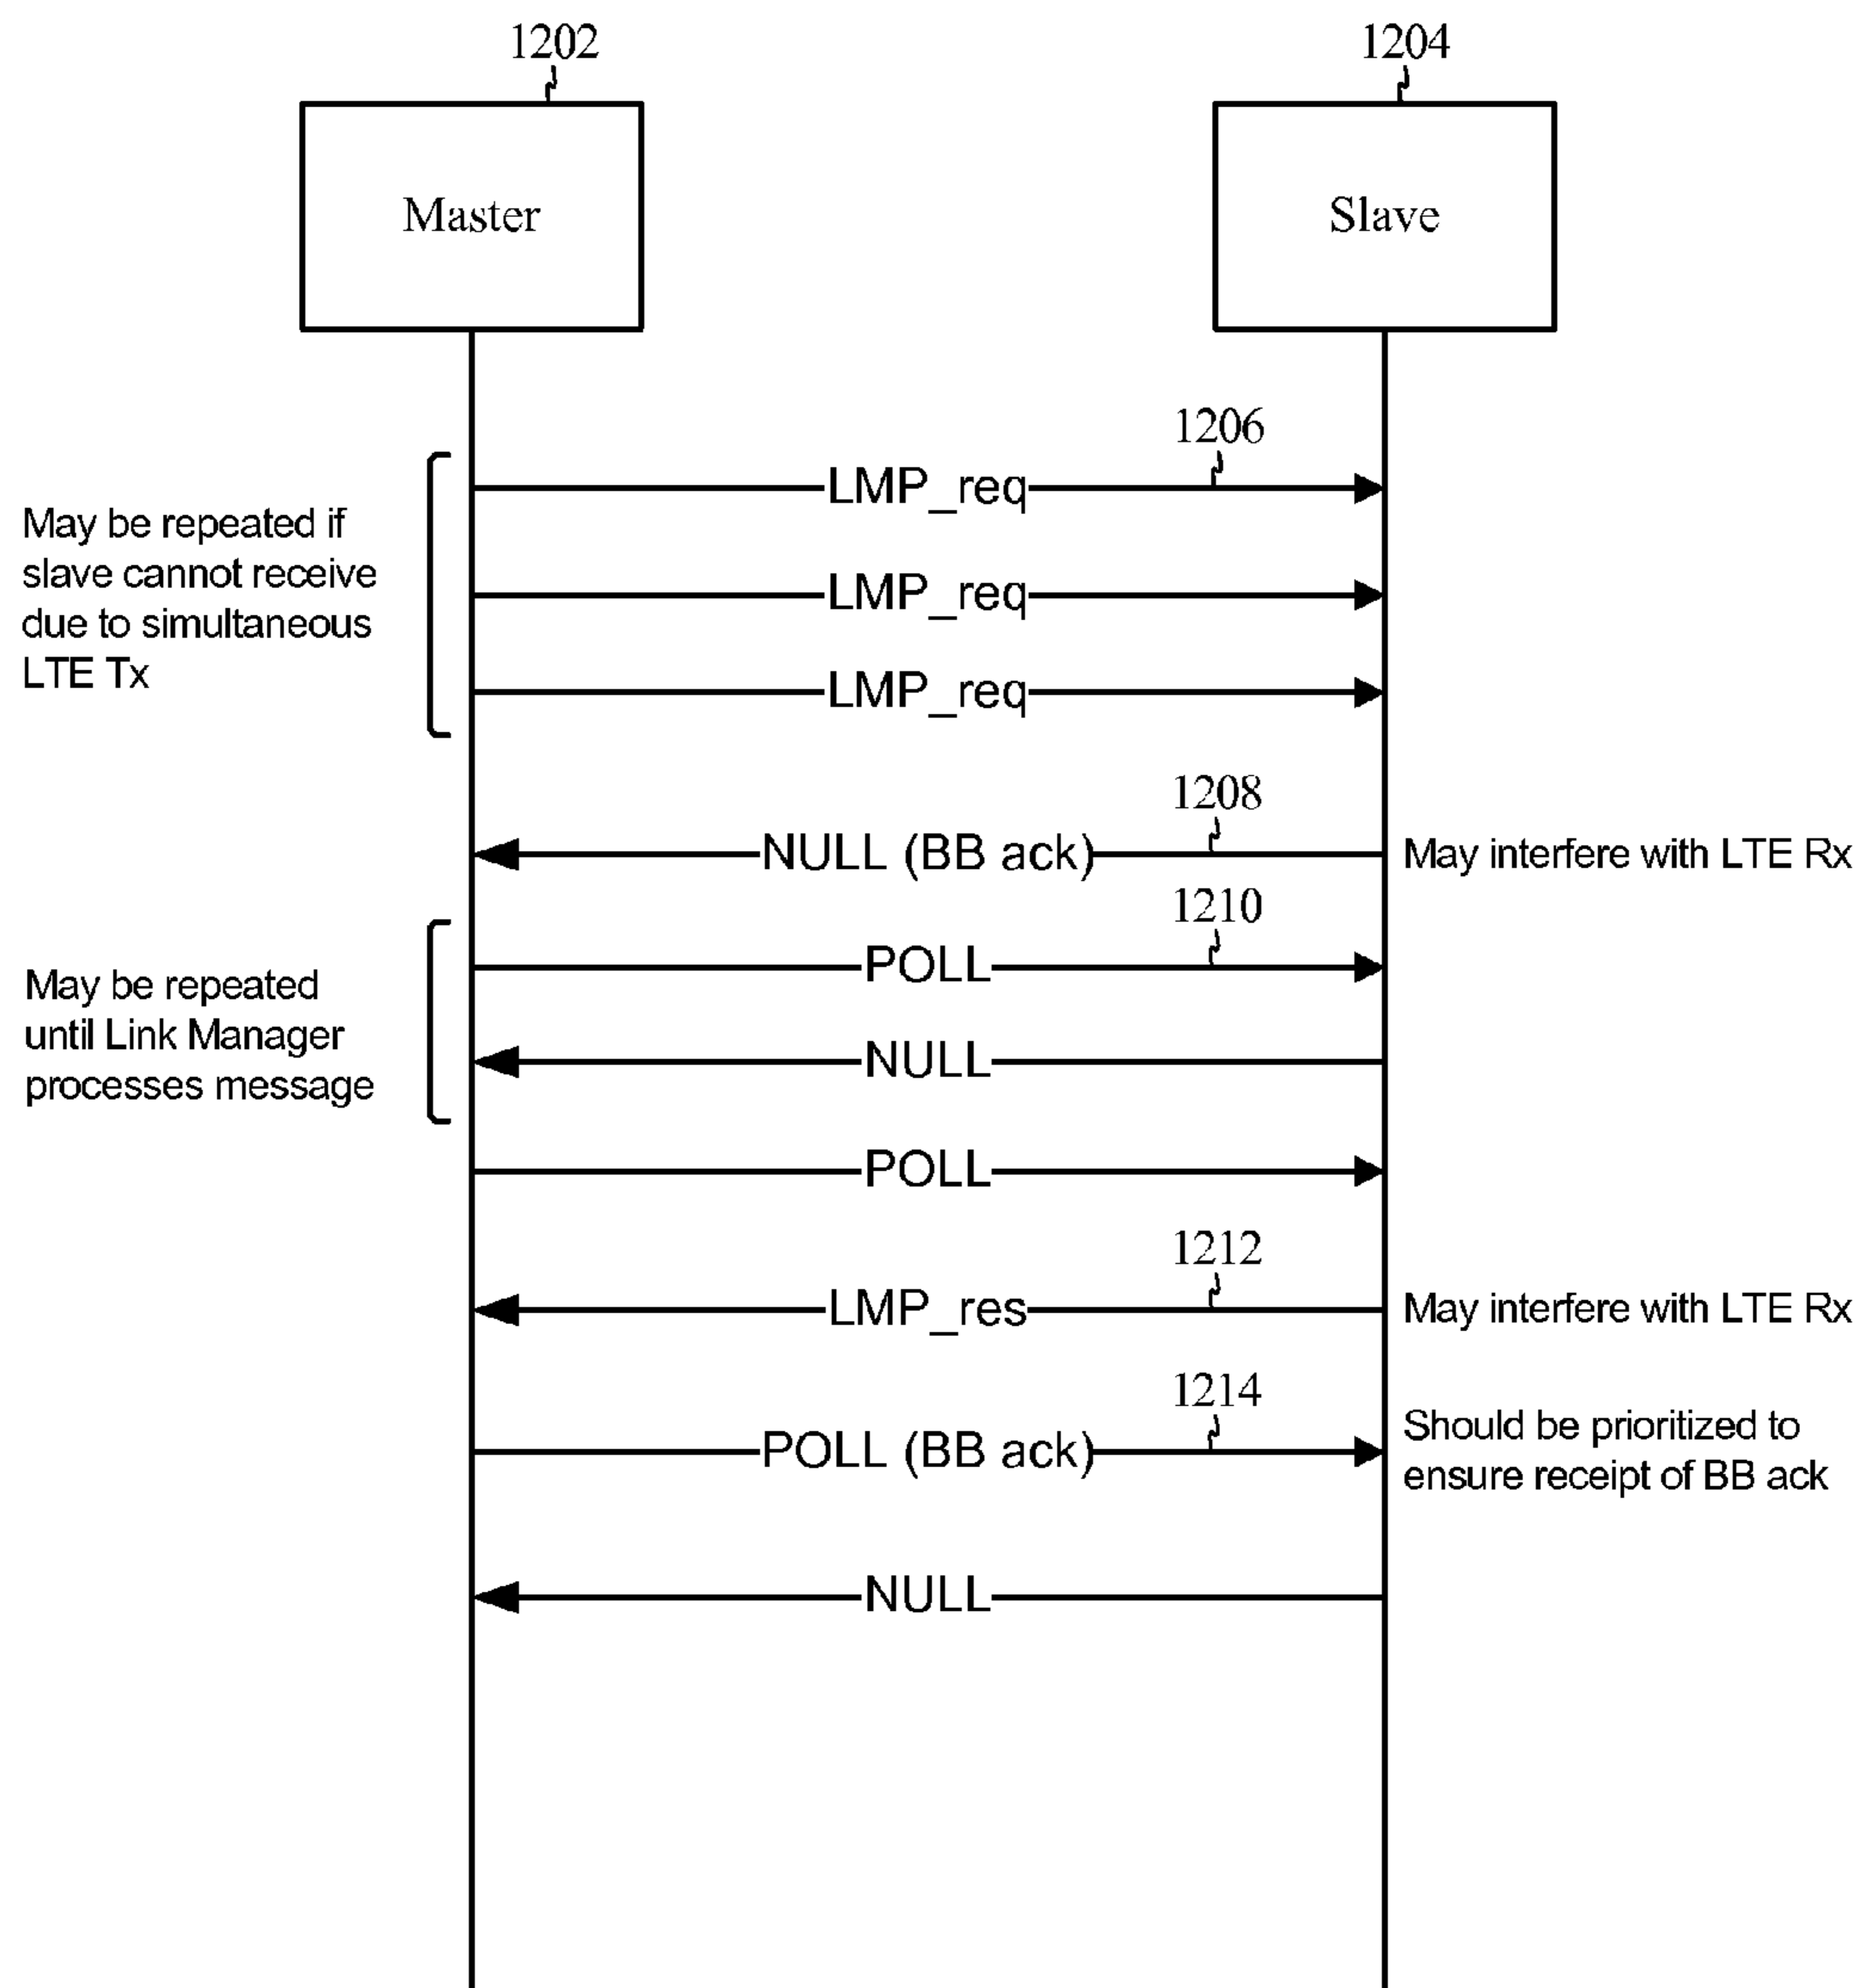 1202
1204
Master
Slave
1206
LMP_req
May be repeated if
slave cannot receive
due to simultaneous
LTE Tx
LMP_req
LMP_req
1208
NULL (BB ack)
May interfere with LTE Rx
1210
POLL
May be repeated
until Link Manager
processes message
NULL
POLL
1212
LMP_res
May interfere with LTE Rx
1214
POLL (BB ack)
Should be prioritized to
ensure receipt of BB ack
NULL